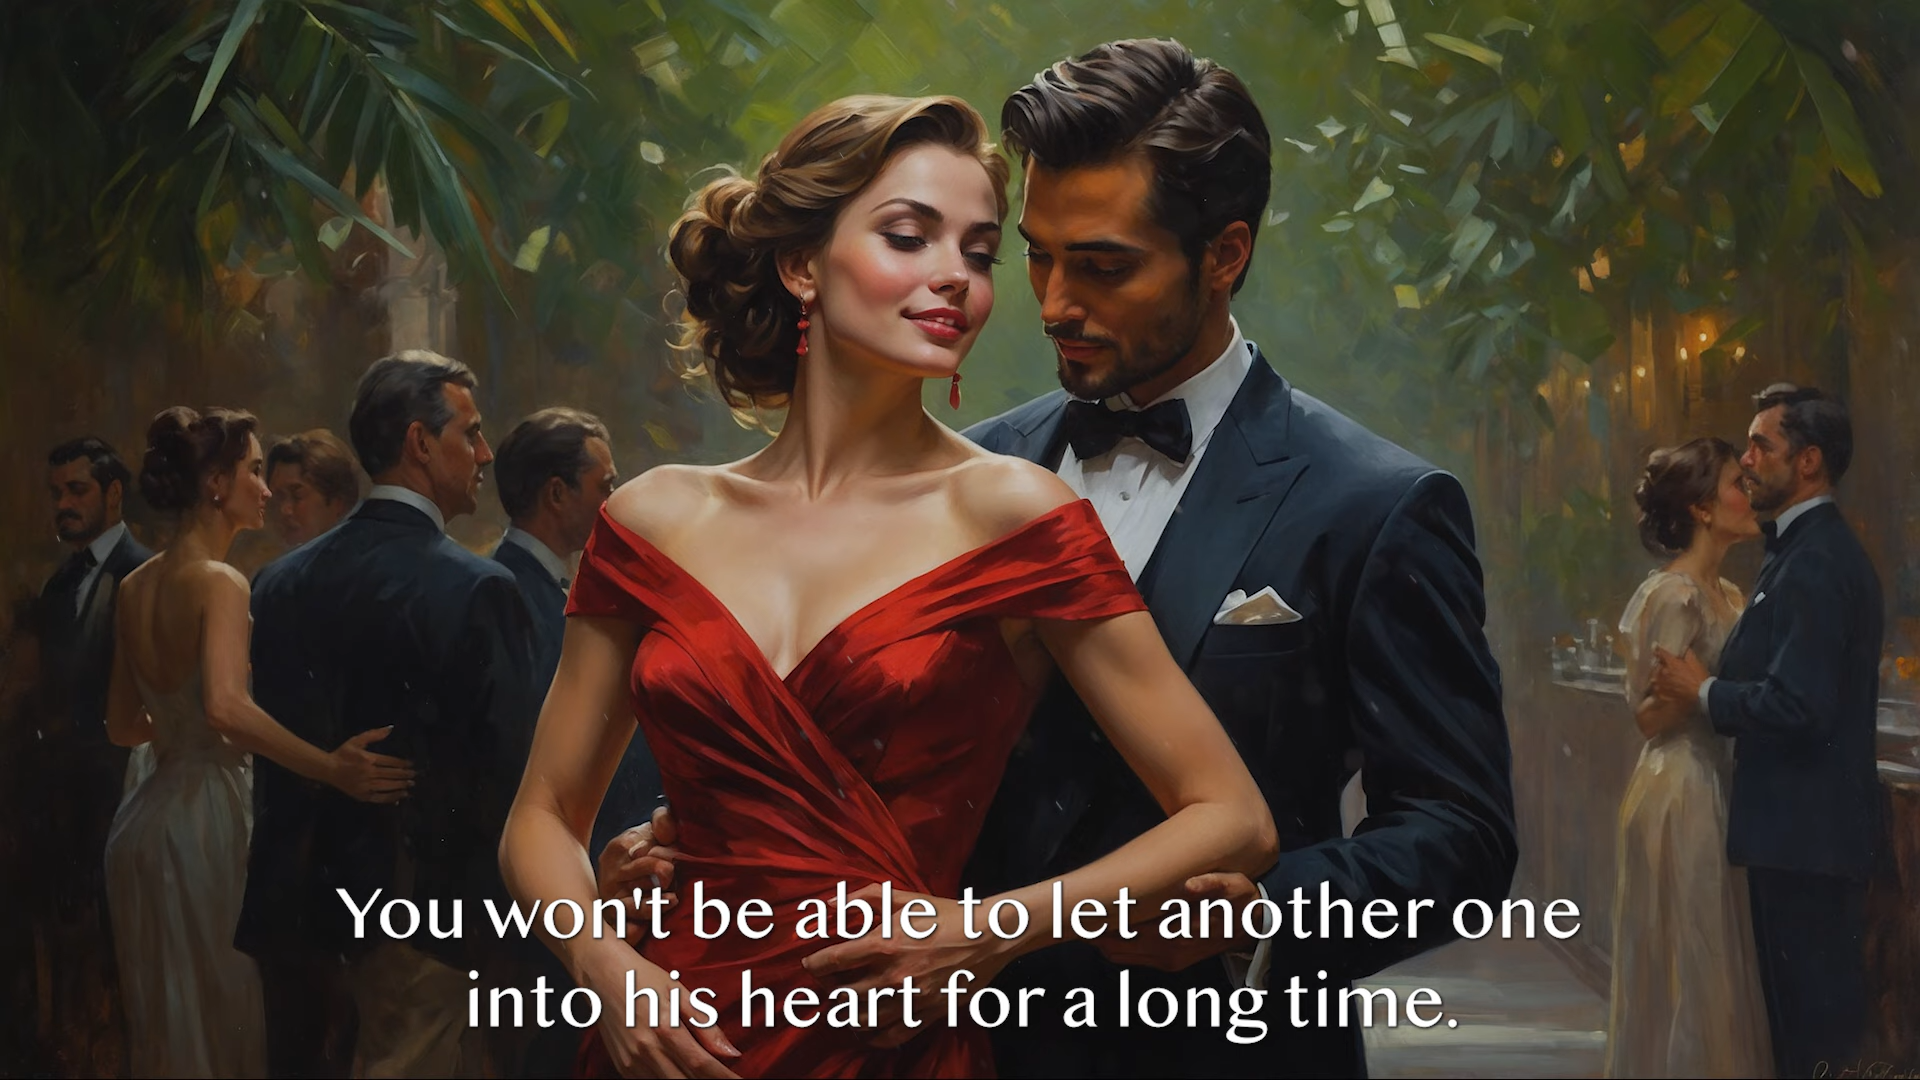 You won't be able to let another one
into his heart for a long time.